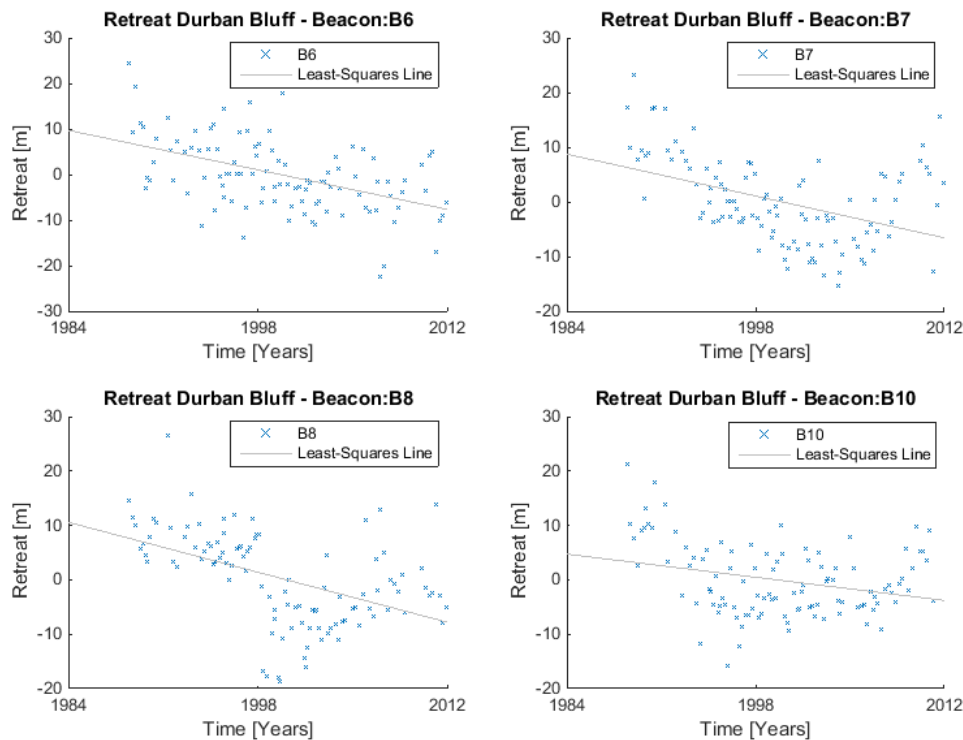 Retreat Durban Bluff - Beacon:B6
30
20
10
0
-10
-20
-30
Retreat [m]
B6
Least-Squares Line
1984
1998
2012
Time [Years]
Retreat Durban Bluff - Beacon:B7
30
20
10
0
-10
-20
Retreat [m]
B7
Least-Squares Line
1984
1998
2012
Time [Years]
Retreat Durban Bluff - Beacon:B8
30
20
10
0
-10
-20
Retreat [m]
B8
Least-Squares Line
1984
1998
2012
Time [Years]
Retreat Durban Bluff - Beacon:B10
30
20
10
0
-10
-20
Retreat [m]
B10
Least-Squares Line
1984
1998
2012
Time [Years]